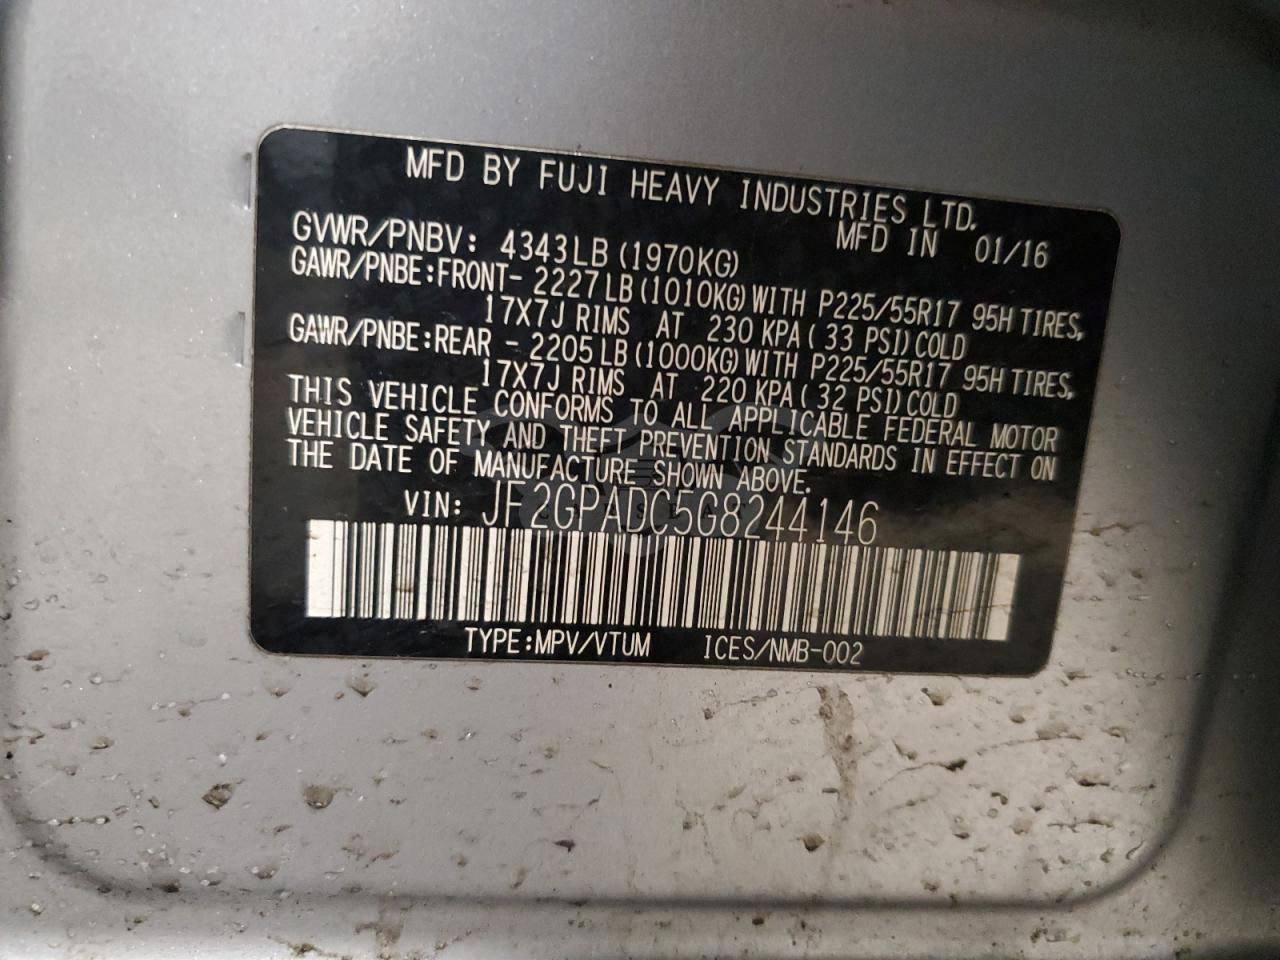 MFD BY FUJI HEAVY INDUSTRIES LTD.
MFD IN 01/16
GVWR/PNBV: 4343LB (1970KG)
GAWR/PNBE:FRONT- 2227LB (1010KG) WITH P225/55R17 95H TIRES,
17X7J RIMS AT 230 KPA ( 33 PSI) COLD
GAWR/PNBE:REAR - 2205LB (1000KG) WITH P225/55R17 95H TIRES,
17X7J RIMS AT 220 KPA ( 32 PSI) COLD
THIS VEHICLE CONFORMS TO ALL APPLICABLE FEDERAL MOTOR
VEHICLE SAFETY AND THEFT PREVENTION STANDARDS IN EFFECT ON
THE DATE OF MANUFACTURE SHOWN ABOVE.
VIN: JF2GPADC5G8244146
TYPE:MPV/VTUM ICES/NMB-002